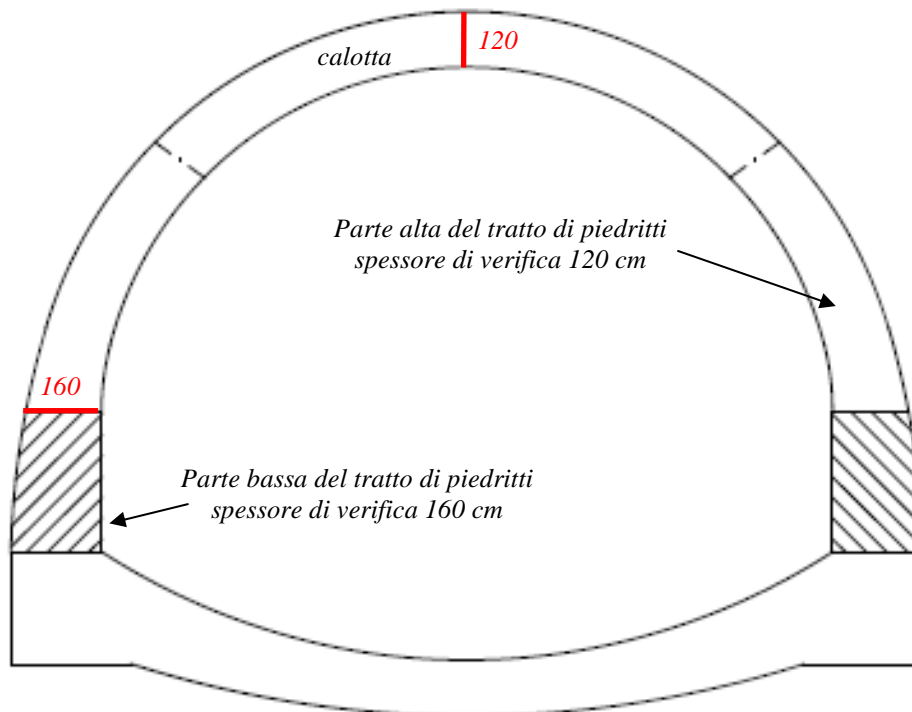 120
calotta
Parte alta del tratto di piedritti
spessore di verifica 120 cm
160
Parte bassa del tratto di piedritti
spessore di verifica 160 cm